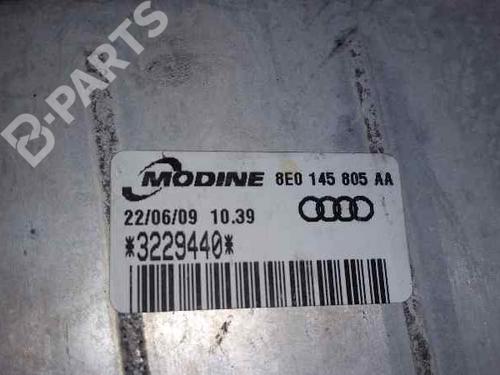 B-PARTS
MODINE 8E0 145 805 AA
22/06/09 10.39
*3229440*